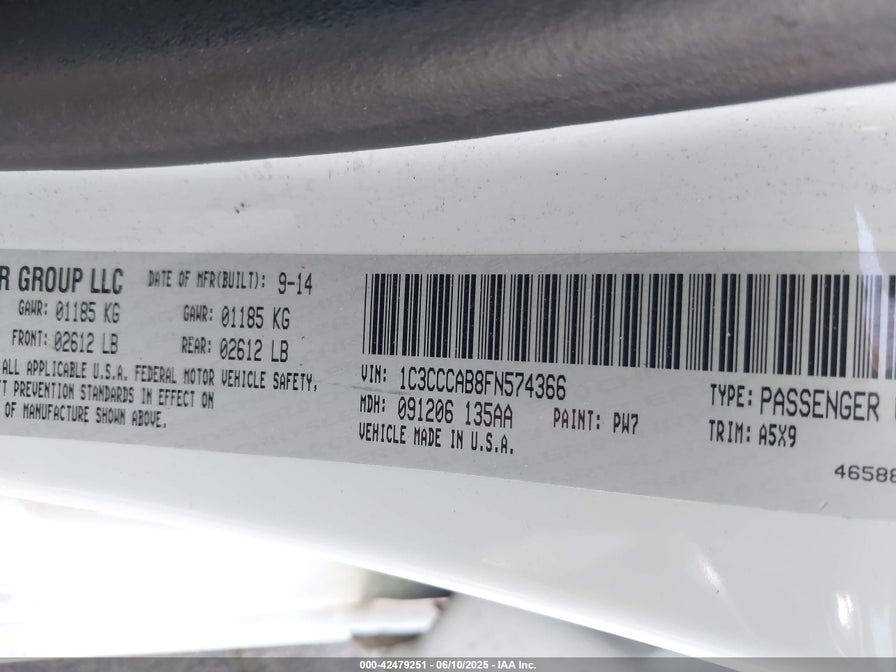 R GROUP LLC DATE OF MFR(BUILT): 9-14
GAWR: 01185 KG GAWR: 01185 KG
FRONT: 02612 LB REAR: 02612 LB
ALL APPLICABLE U.S.A. FEDERAL MOTOR VEHICLE SAFETY,
T PREVENTION STANDARDS IN EFFECT ON
OF MANUFACTURE SHOWN ABOVE.
VIN: 1C3CCCAB8FN574366
MDH: 091206 135AA PAINT: PW7
VEHICLE MADE IN U.S.A.
TYPE: PASSENGER
TRIM: A5X9
46588
000-42479251 - 06/10/2025 - IAA Inc.